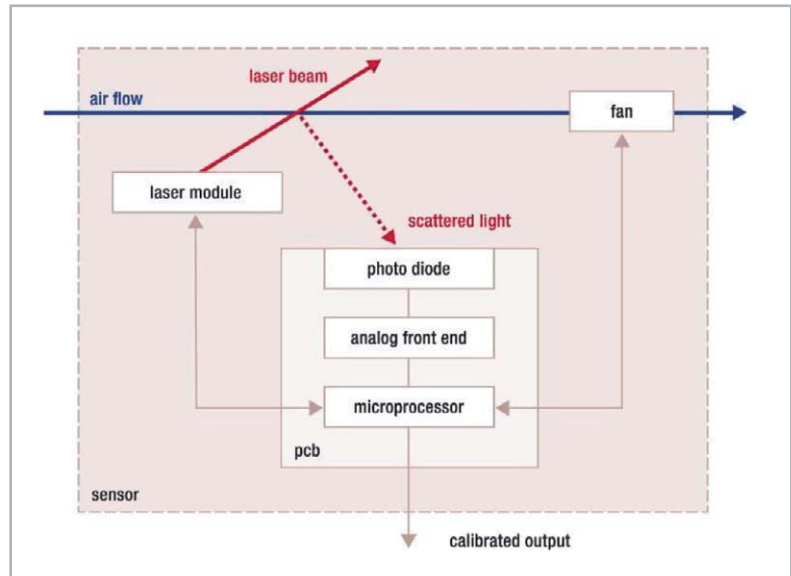 laser beam
air flow
fan
laser module
scattered light
photo diode
analog front end
microprocessor
pcb
sensor
calibrated output